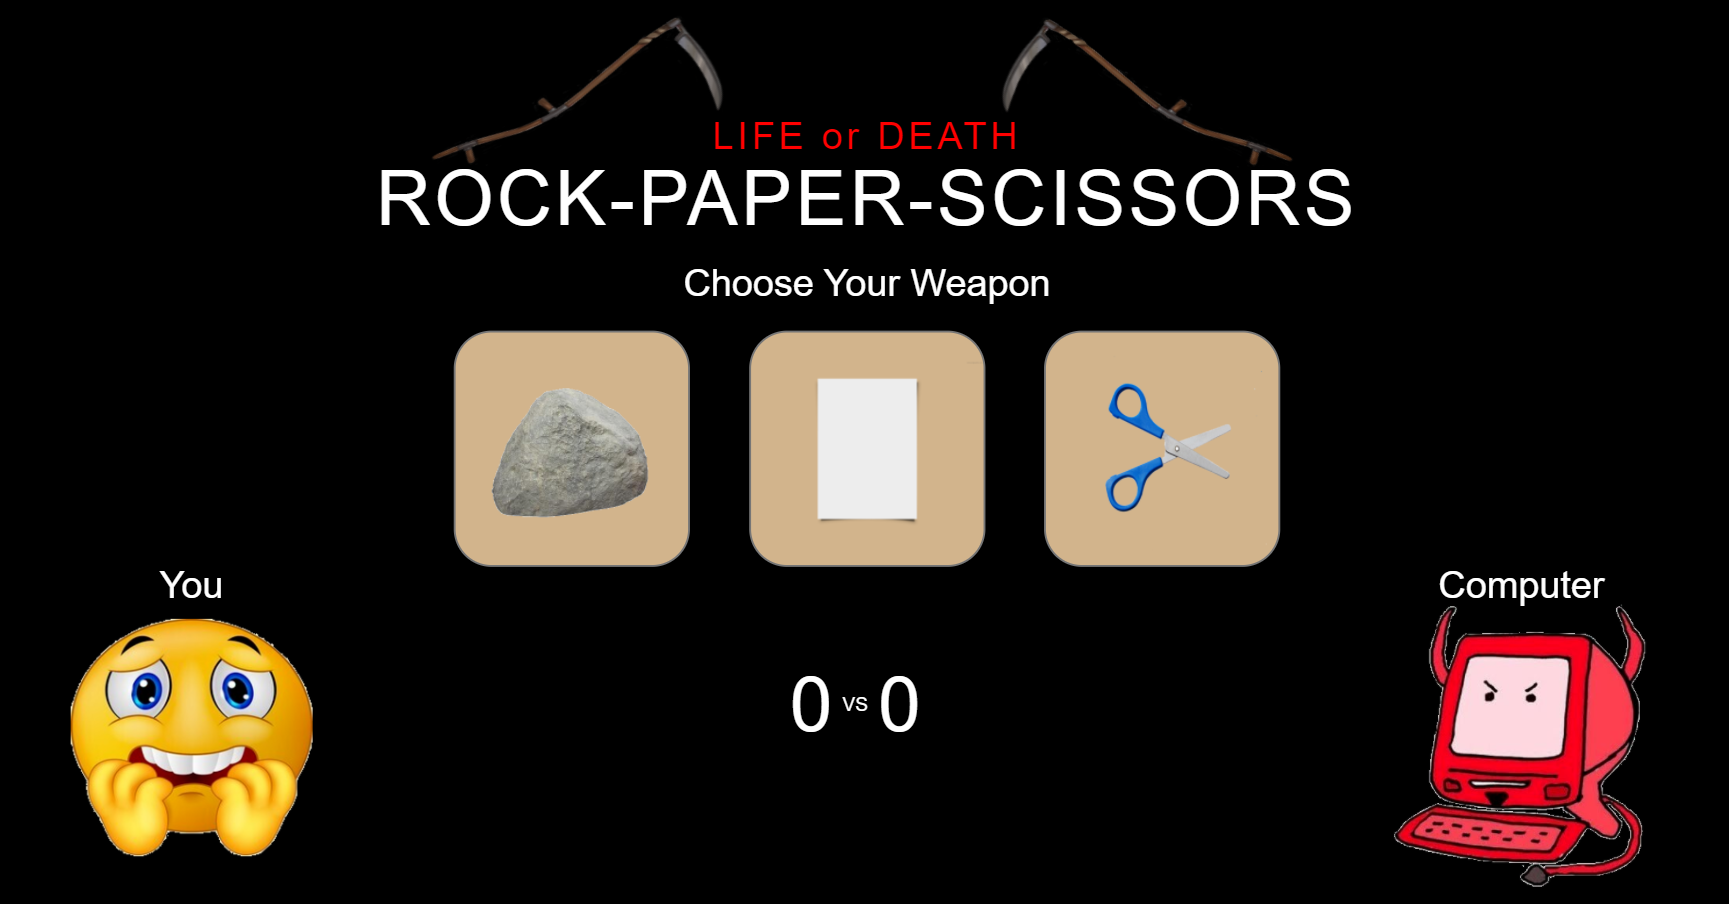 LIFE or DEATH
ROCK-PAPER-SCISSORS
Choose Your Weapon
You
Computer
0 vs 0